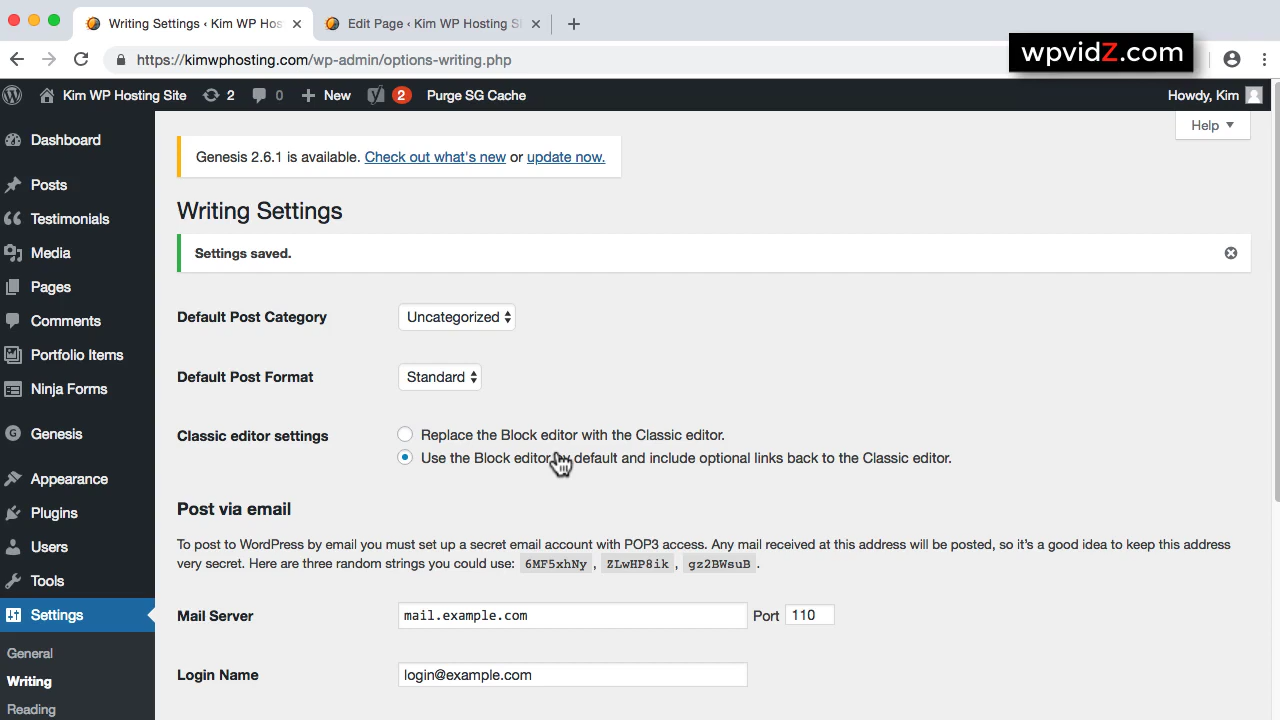 Writing Settings ‹ Kim WP Hos
Edit Page ‹ Kim WP Hosting S
https://kimwphosting.com/wp-admin/options-writing.php
wpvidZ.com
Kim WP Hosting Site 2 0 New 2 Purge SG Cache Howdy, Kim
Help
Dashboard
Posts
Testimonials
Media
Pages
Comments
Portfolio Items
Ninja Forms
Genesis
Appearance
Plugins
Users
Tools
Settings
General
Writing
Reading
Genesis 2.6.1 is available. Check out what's new or update now.
Writing Settings
Settings saved.
Default Post Category Uncategorized
Default Post Format Standard
Classic editor settings
Replace the Block editor with the Classic editor.
Use the Block editor by default and include optional links back to the Classic editor.
Post via email
To post to WordPress by email you must set up a secret email account with POP3 access. Any mail received at this address will be posted, so it's a good idea to keep this address
very secret. Here are three random strings you could use: 6MF5xhNy, ZLwHP8ik, gz2BWsuB.
Mail Server mail.example.com Port 110
Login Name login@example.com